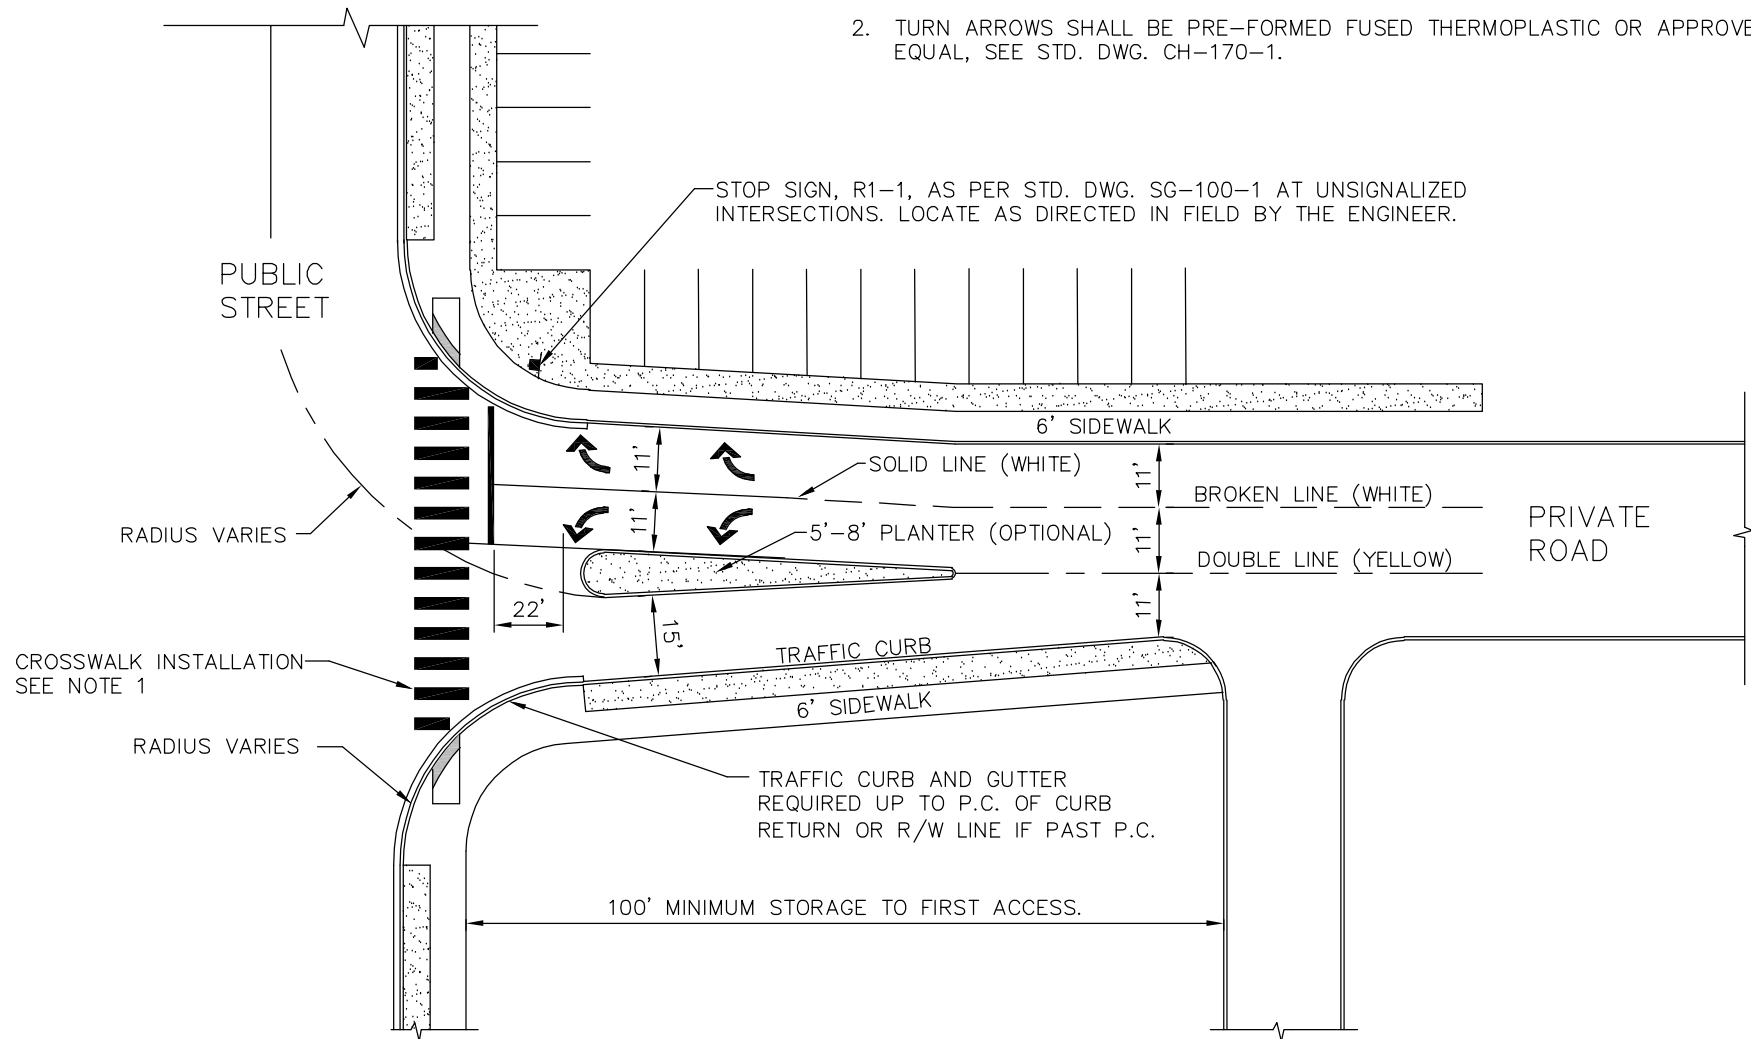 2. TURN ARROWS SHALL BE PRE-FORMED FUSED THERMOPLASTIC OR APPROVE
EQUAL, SEE STD. DWG. CH-170-1.
STOP SIGN, R1-1, AS PER STD. DWG. SG-100-1 AT UNSIGNALIZED
INTERSECTIONS. LOCATE AS DIRECTED IN FIELD BY THE ENGINEER.
PUBLIC
STREET
6' SIDEWALK
11'
SOLID LINE (WHITE)
11'
BROKEN LINE (WHITE)
11'
5'-8' PLANTER (OPTIONAL)
11'
PRIVATE
ROAD
RADIUS VARIES
DOUBLE LINE (YELLOW)
22'
11'
15'
TRAFFIC CURB
CROSSWALK INSTALLATION
SEE NOTE 1
6' SIDEWALK
RADIUS VARIES
TRAFFIC CURB AND GUTTER
REQUIRED UP TO P.C. OF CURB
RETURN OR R/W LINE IF PAST P.C.
100' MINIMUM STORAGE TO FIRST ACCESS.